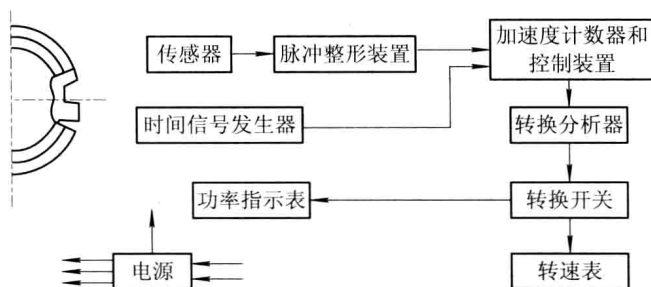 传感器
脉冲整形装置
加速度计数器和
控制装置
时间信号发生器
转换分析器
功率指示表
转换开关
电源
转速表